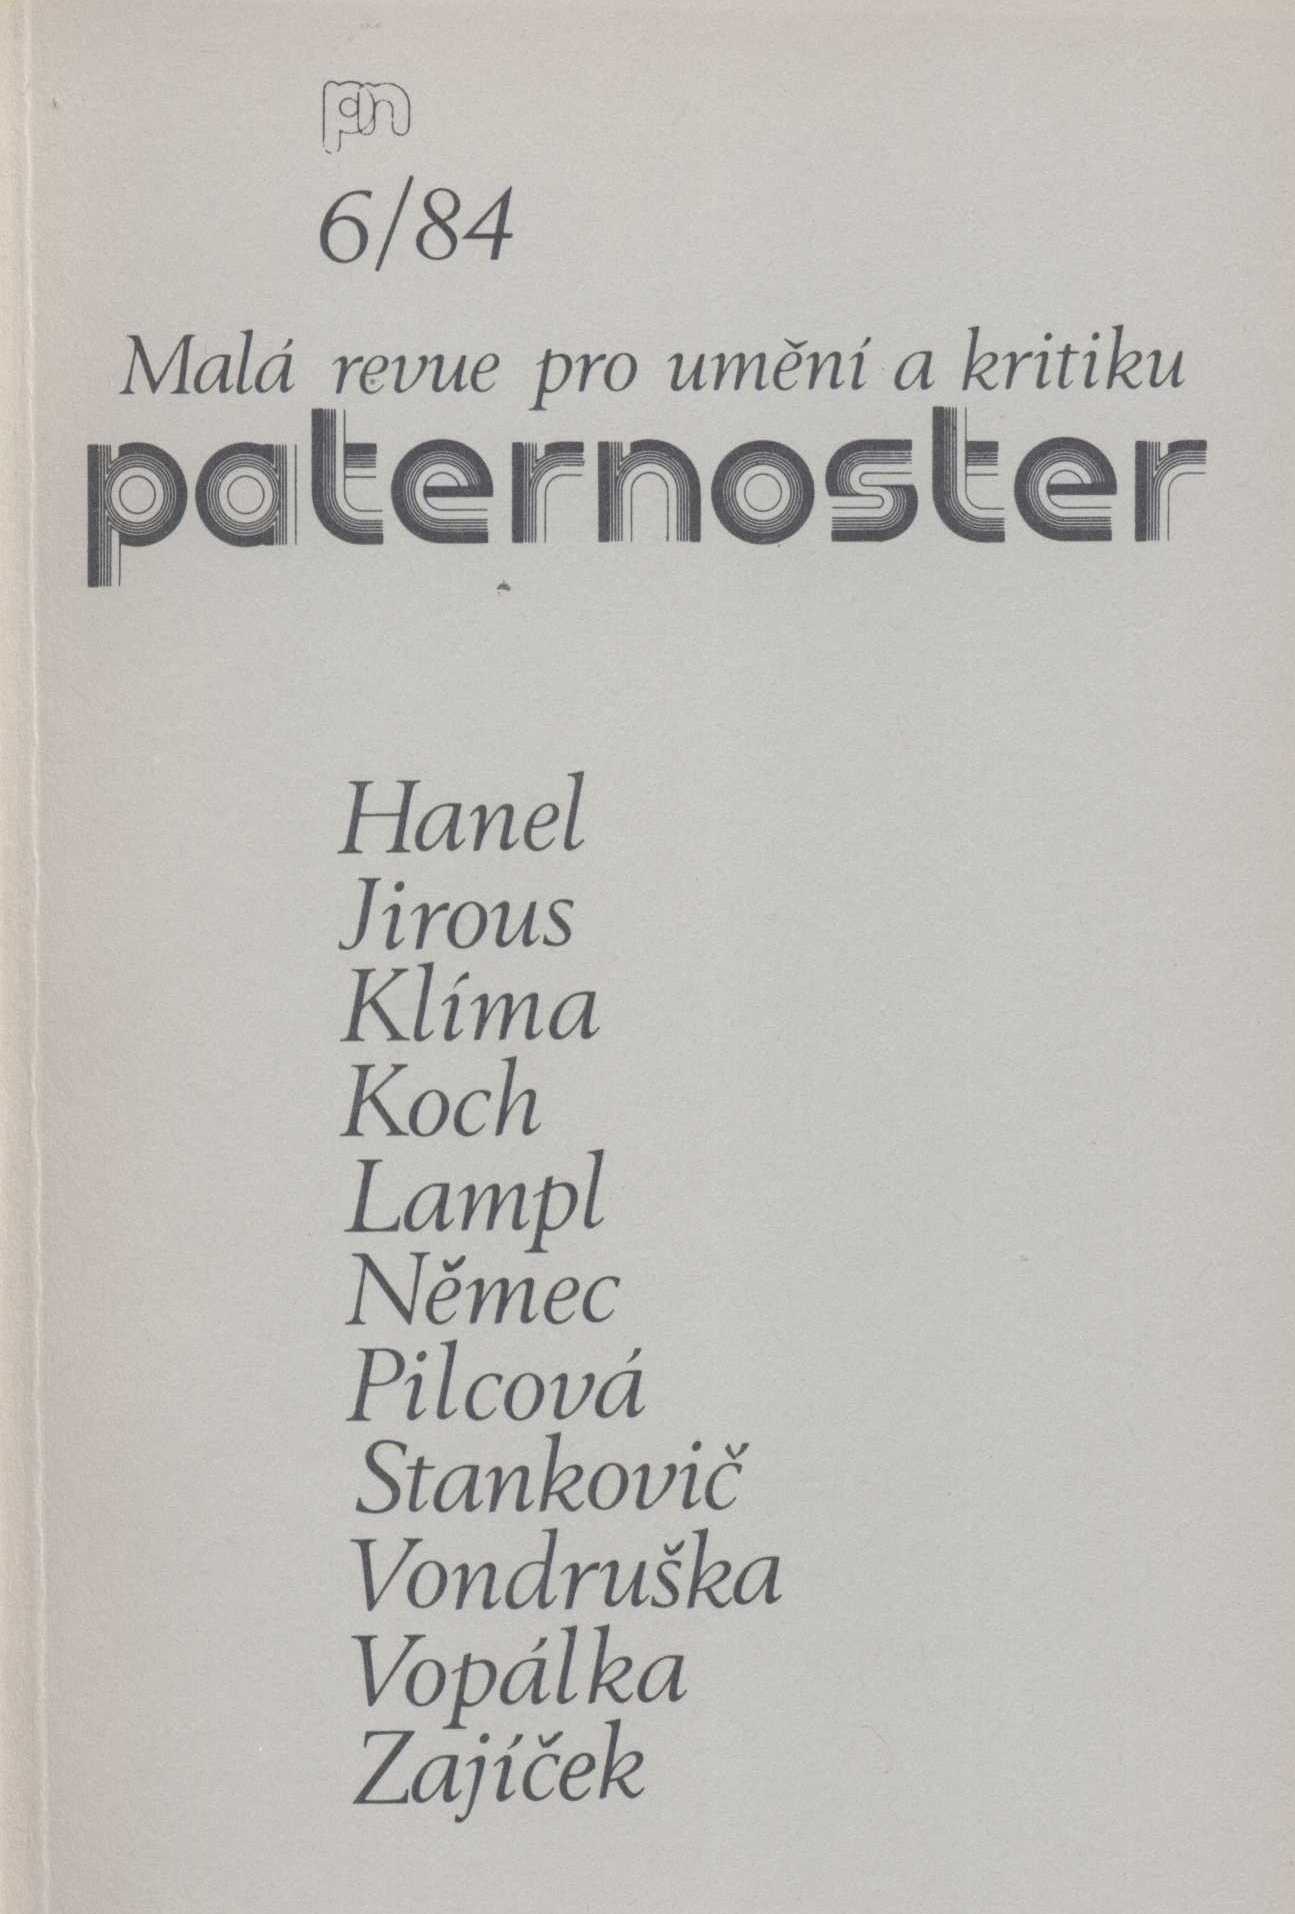 pn
6/84
Malá revue pro umění a kritiku
paternoster
Hanel
Jirous
Klíma
Koch
Lampl
Němec
Pilcová
Stankovič
Vondruška
Vopálka
Zajíček